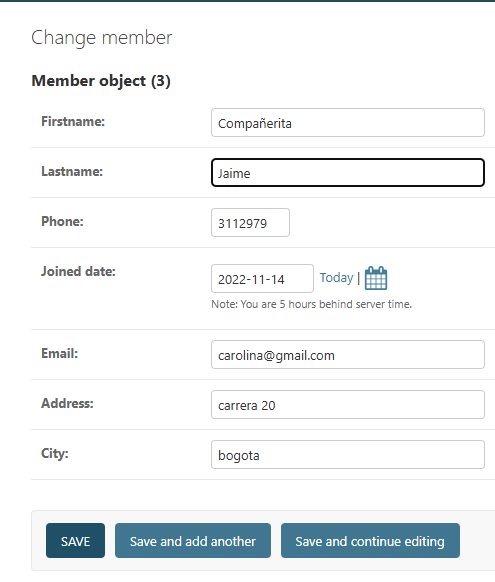 Change member
Member object (3)
Firstname: Compañerita
Lastname: Jaime
Phone: 3112979
Joined date: 2022-11-14 Today |
Note: You are 5 hours behind server time.
Email: carolina@gmail.com
Address: carrera 20
City: bogota
SAVE Save and add another Save and continue editing